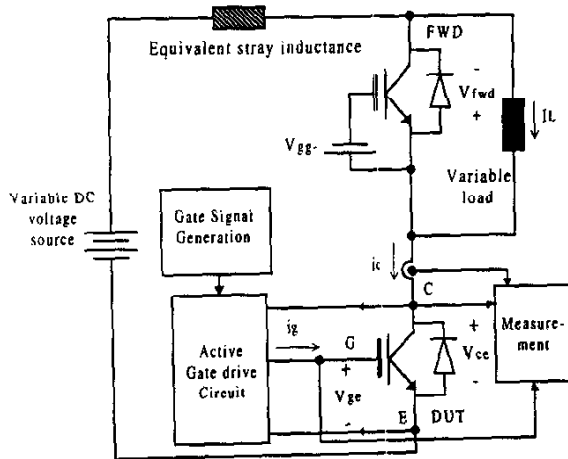 Equivalent stray inductance
FWD
-
Vfwd
+
IL
Vgg-
Variable
load
Variable DC
voltage
source
Gate Signal
Generation
ic
C
ig
G
+
Vge
-
Active
Gate drive
Circuit
+
Vce
-
Measure-
ment
E
DUT